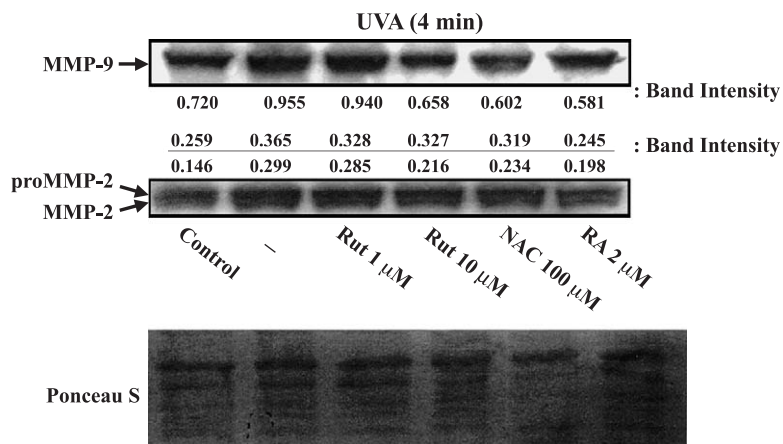 UVA (4 min)
MMP-9
0.720 0.955 0.940 0.658 0.602 0.581
: Band Intensity
0.259 0.365 0.328 0.327 0.319 0.245
: Band Intensity
0.146 0.299 0.285 0.216 0.234 0.198
proMMP-2
MMP-2
Control – Rut 1 μM Rut 10 μM NAC 100 μM RA 2 μM
Ponceau S